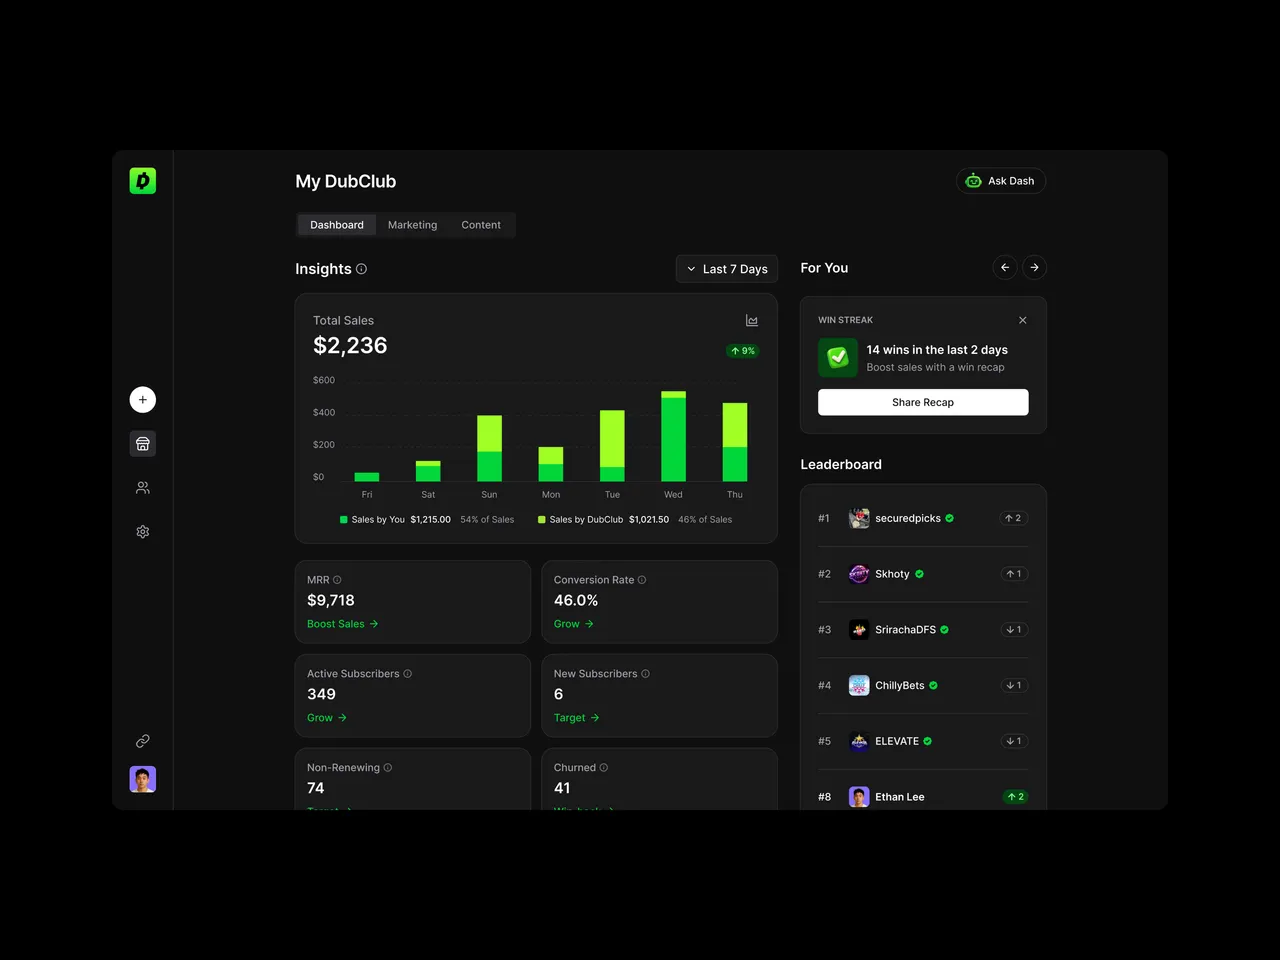 My DubClub
Ask Dash
Dashboard Marketing Content
Insights
Last 7 Days
Total Sales
$2,236
9%
$600
$400
$200
$0
Fri Sat Sun Mon Tue Wed Thu
Sales by You $1,215.00 54% of Sales Sales by DubClub $1,021.50 46% of Sales
MRR
$9,718
Boost Sales
Conversion Rate
46.0%
Grow
Active Subscribers
349
Grow
New Subscribers
6
Target
Non-Renewing
74
Churned
41
For You
WIN STREAK
14 wins in the last 2 days
Boost sales with a win recap
Share Recap
Leaderboard
#1 securedpicks 2
#2 Skhoty 1
#3 SrirachaDFS 1
#4 ChillyBets 1
#5 ELEVATE 1
#8 Ethan Lee 2